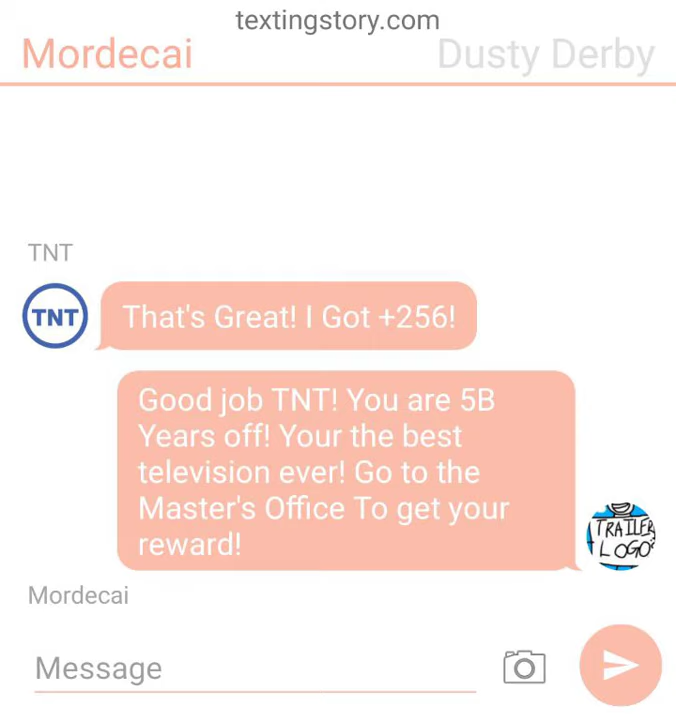 textingstory.com
Mordecai
Dusty Derby
TNT
TNT
That's Great! I Got +256!
Good job TNT! You are 5B
Years off! Your the best
television ever! Go to the
Master's Office To get your
reward!
TRAILER
LOGO
Mordecai
Message